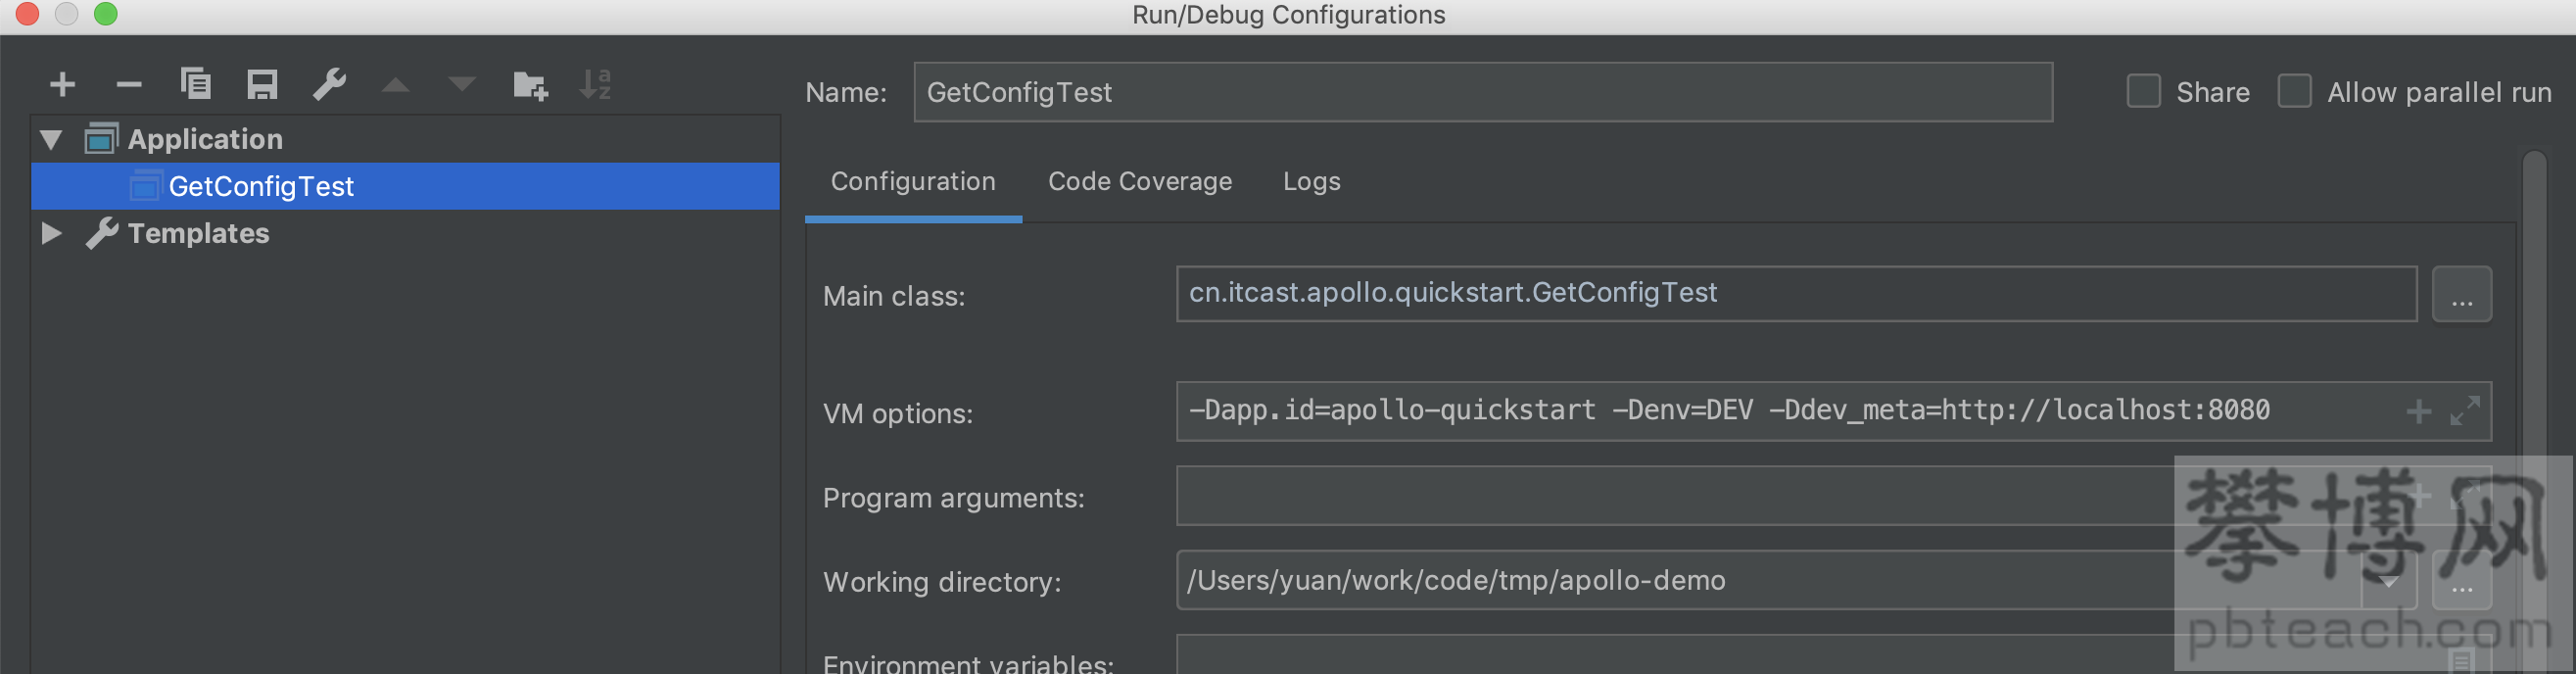 Run/Debug Configurations
Name: GetConfigTest Share Allow parallel run
Application
GetConfigTest
Templates
Configuration Code Coverage Logs
Main class: cn.itcast.apollo.quickstart.GetConfigTest ...
VM options: -Dapp.id=apollo-quickstart -Denv=DEV -Ddev_meta=http://localhost:8080
Program arguments:
Working directory: /Users/yuan/work/code/tmp/apollo-demo ...
Environment variables:
攀博网
pbteach.com